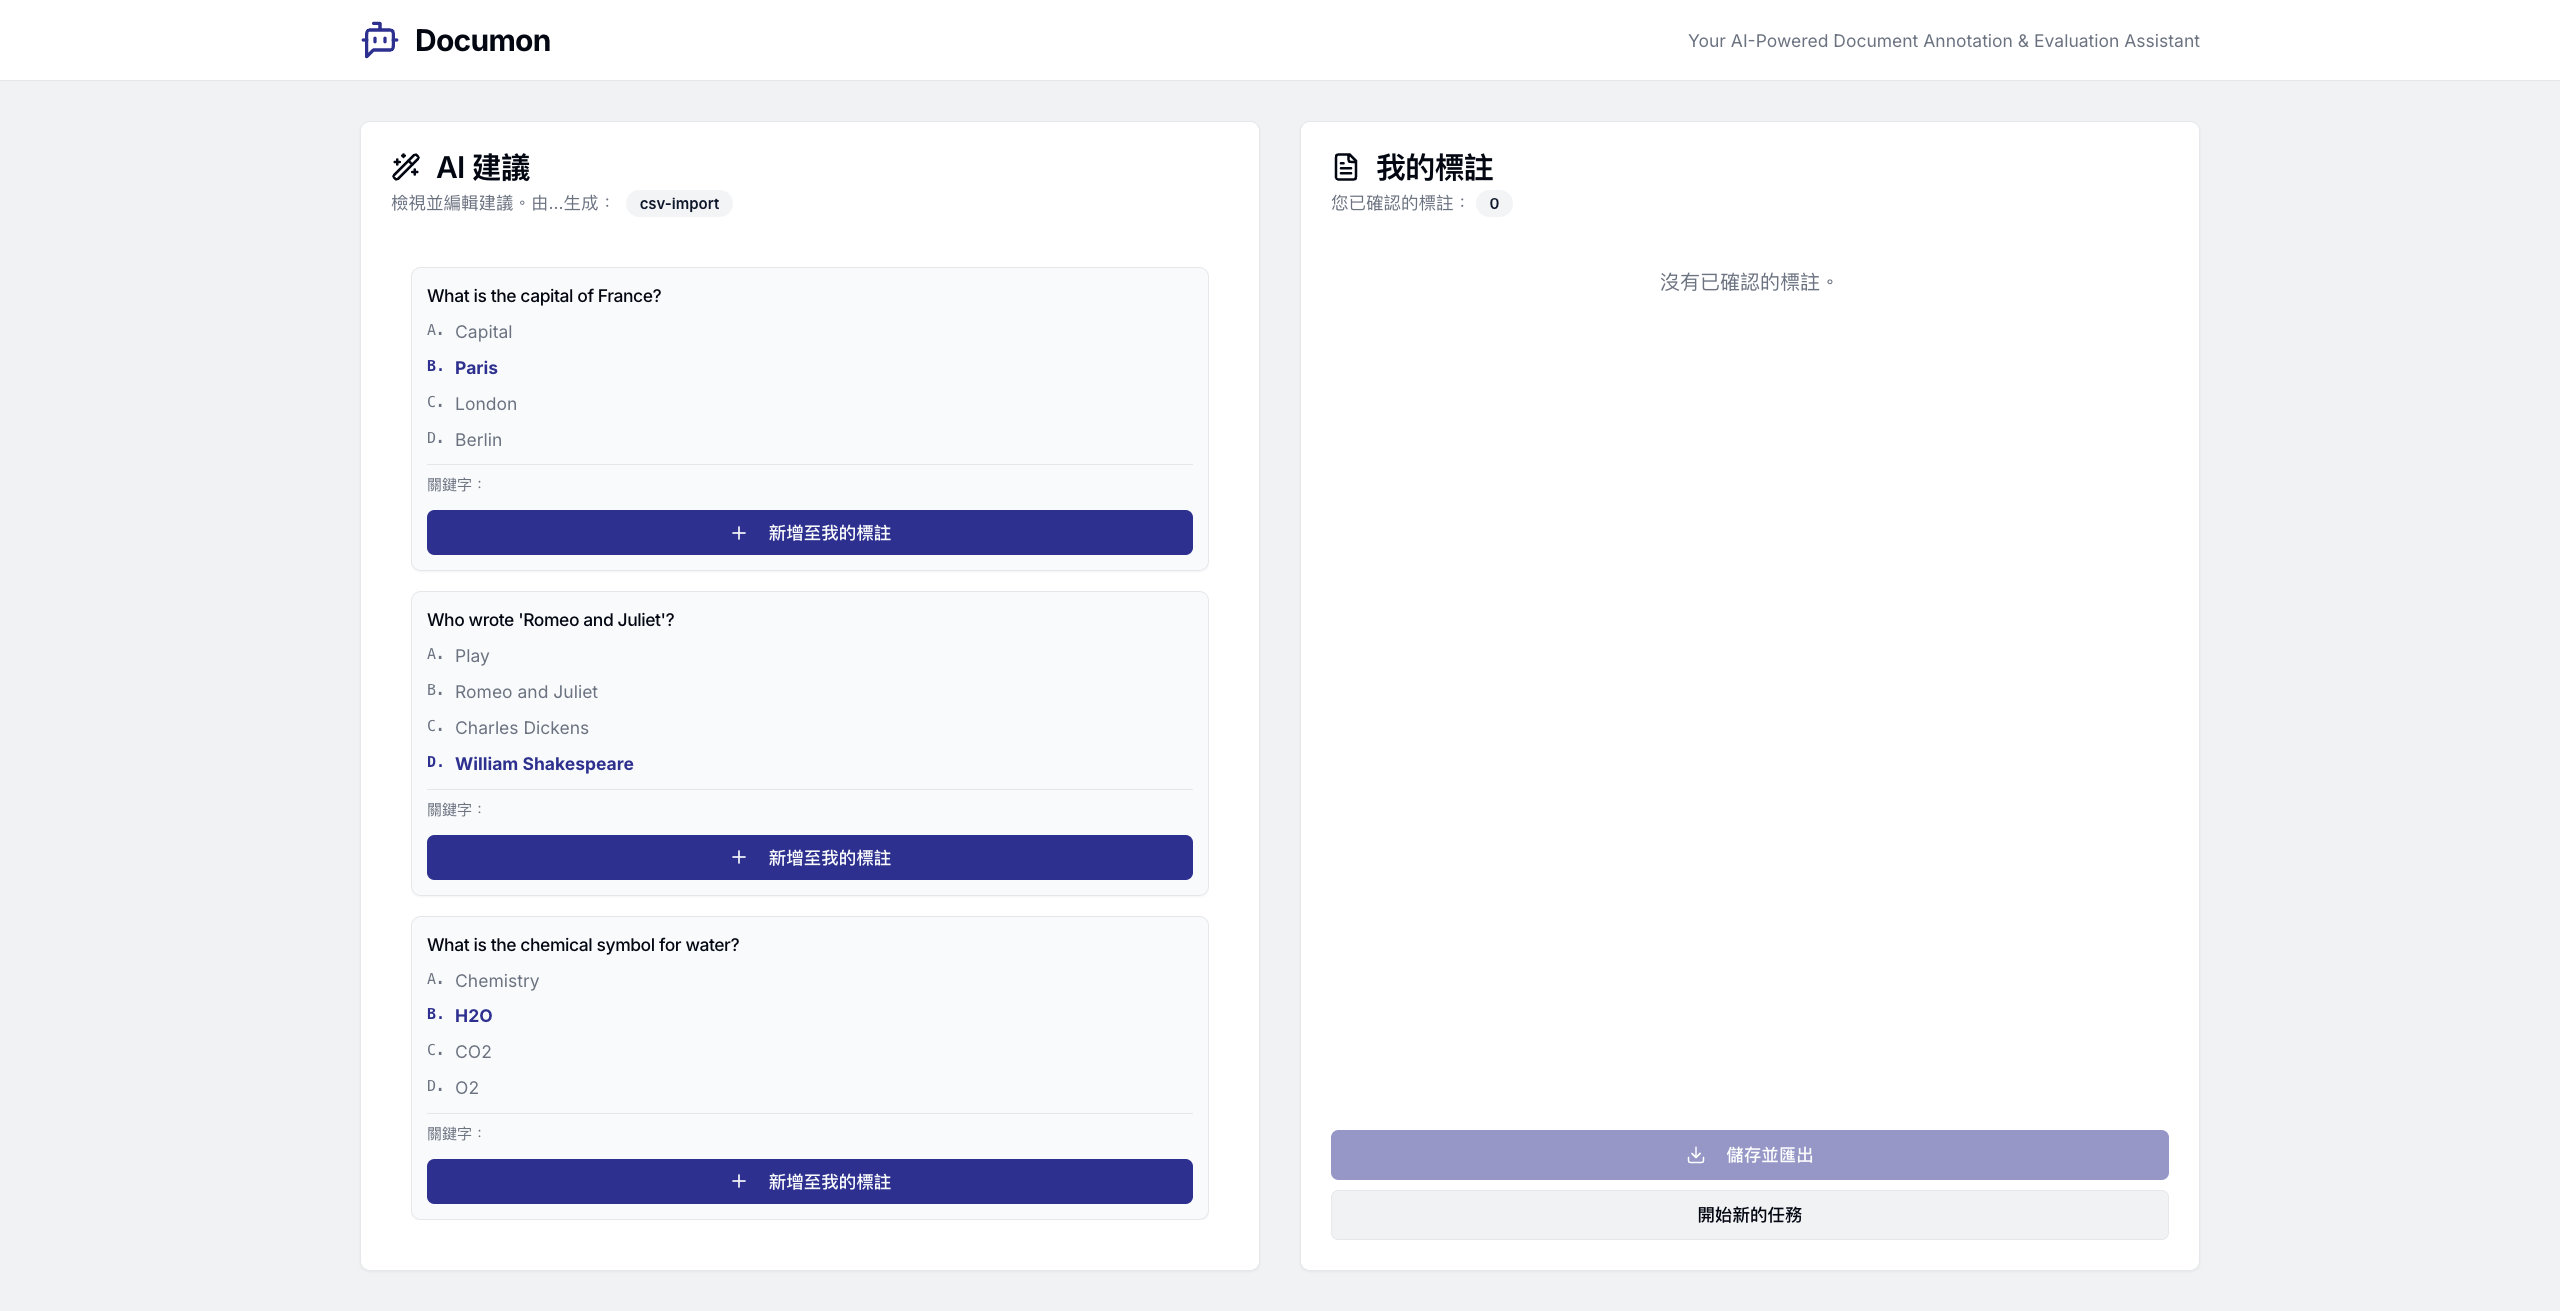 Documon
Your AI-Powered Document Annotation & Evaluation Assistant
AI 建議
檢視並編輯建議。由...生成： csv-import
What is the capital of France?
A. Capital
B. Paris
C. London
D. Berlin
關鍵字：
新增至我的標註
Who wrote 'Romeo and Juliet'?
A. Play
B. Romeo and Juliet
C. Charles Dickens
D. William Shakespeare
關鍵字：
新增至我的標註
What is the chemical symbol for water?
A. Chemistry
B. H2O
C. CO2
D. O2
關鍵字：
新增至我的標註
我的標註
您已確認的標註： 0
沒有已確認的標註。
儲存並匯出
開始新的任務